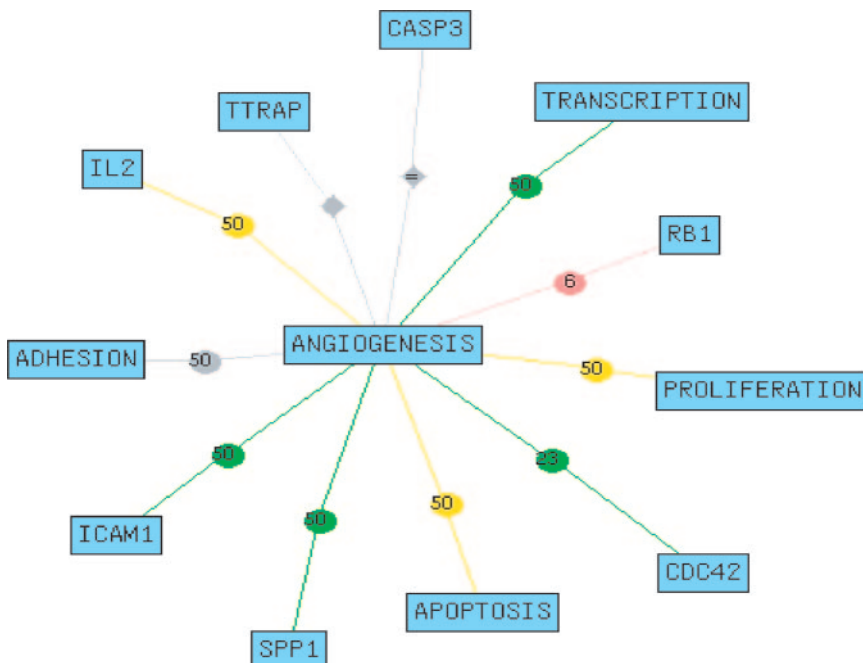 CASP3
TRANSCRIPTION
TTRAP
IL2
=
50
50
RB1
6
ANGIOGENESIS
ADHESION
50
50
PROLIFERATION
50
23
50
50
ICAM1
CDC42
APOPTOSIS
SPP1